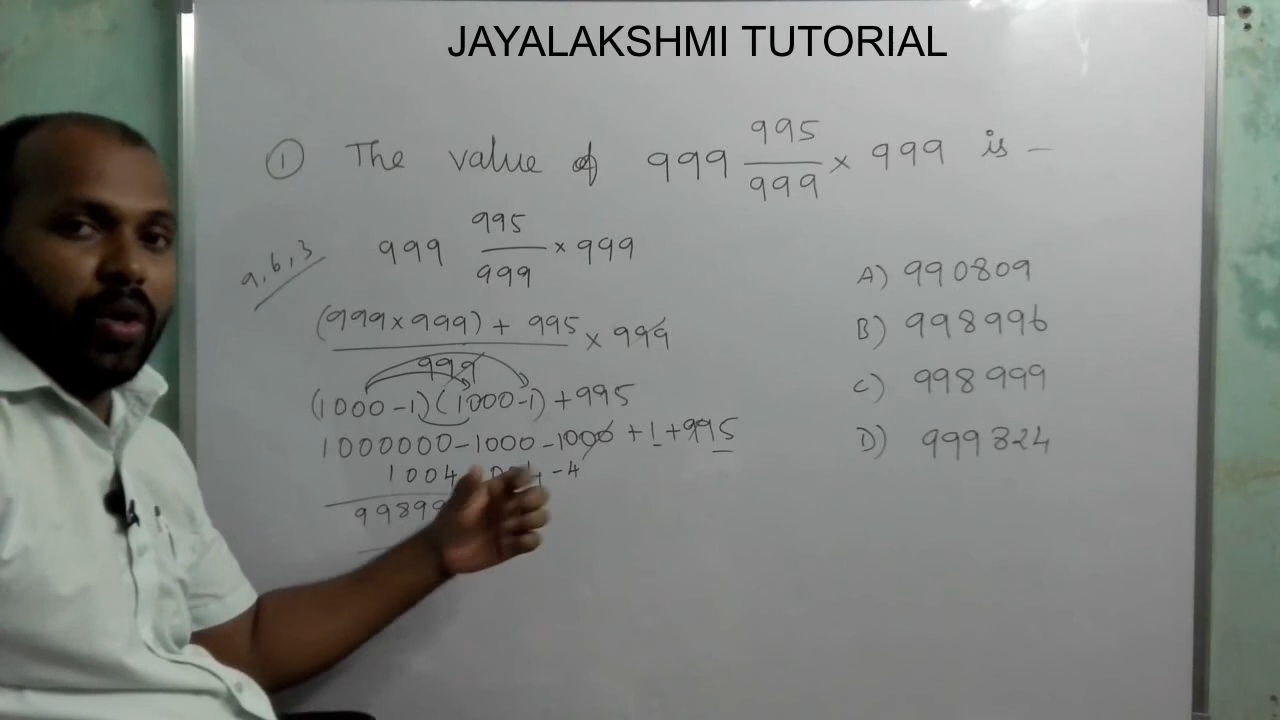 JAYALAKSHMI TUTORIAL
① The value of 999 995/999 × 999 is —
999 995/999 × 999
9, 6, 3
(999×999) + 995 / 999 × 999
(1000-1)(1000-1)+995
1000000-1000-1000+1+995
1004 -4
99899
A) 990809
B) 998996
C) 998999
D) 999824